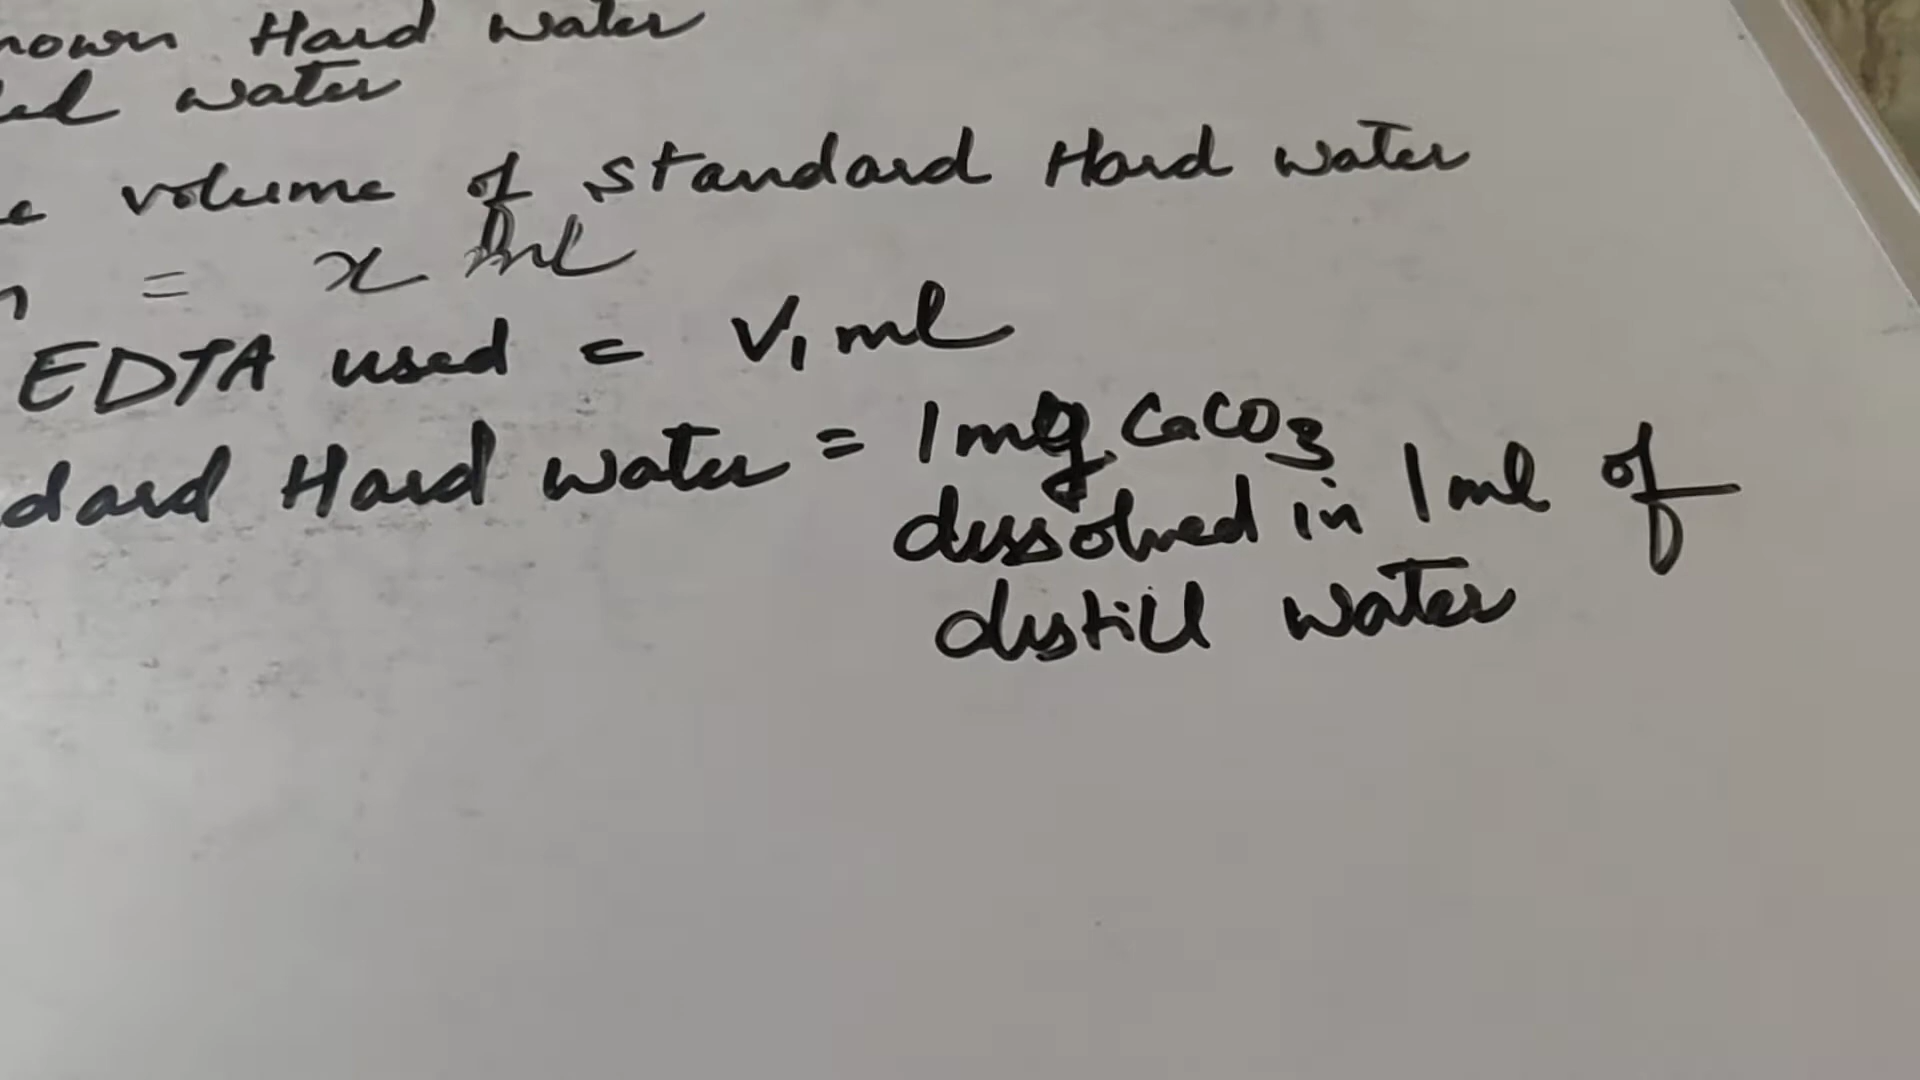 Hard water
water
volume of standard Hard water
= x ml
EDTA used = V1 ml
Hard water = 1mg CaCO3
dissolved in 1ml of
distill water